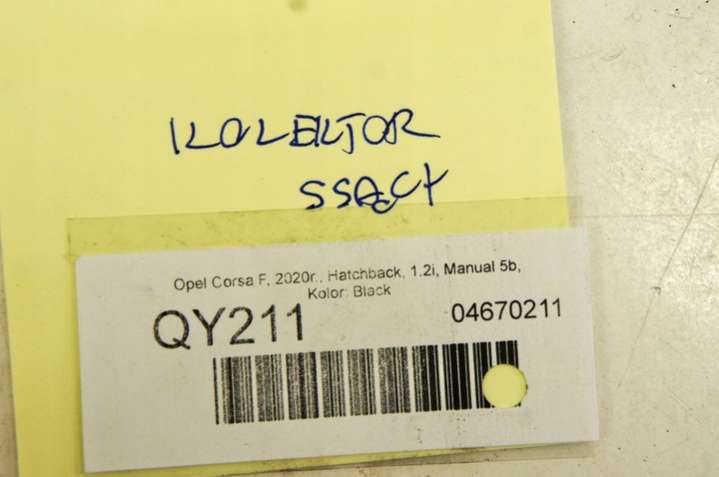 KOLEKTOR
SSĄCY
Opel Corsa F, 2020r., Hatchback, 1.2i, Manual 5b,
Kolor: Black
QY211 04670211